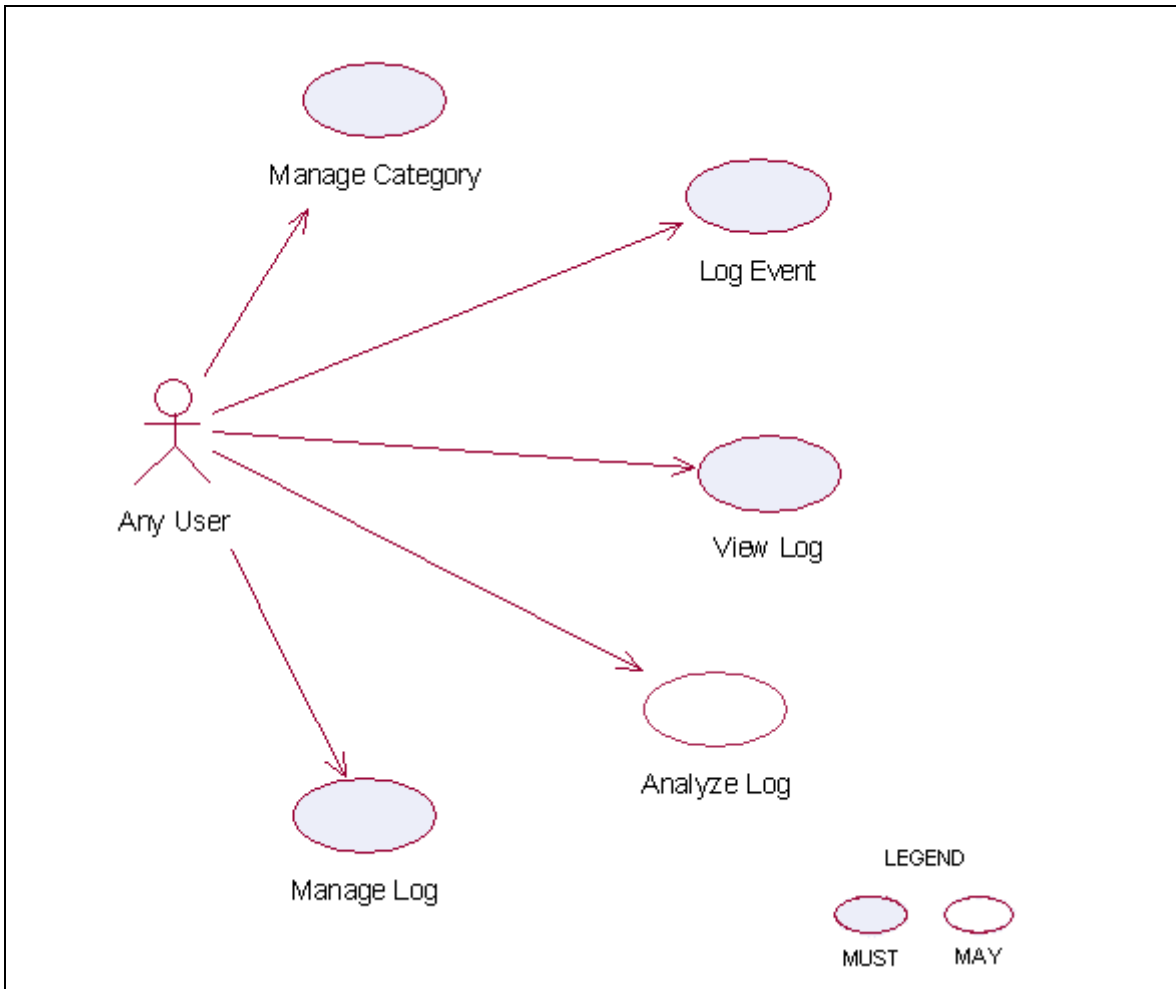 Manage Category
Log Event
Any User
View Log
Analyze Log
Manage Log
LEGEND
MUST
MAY